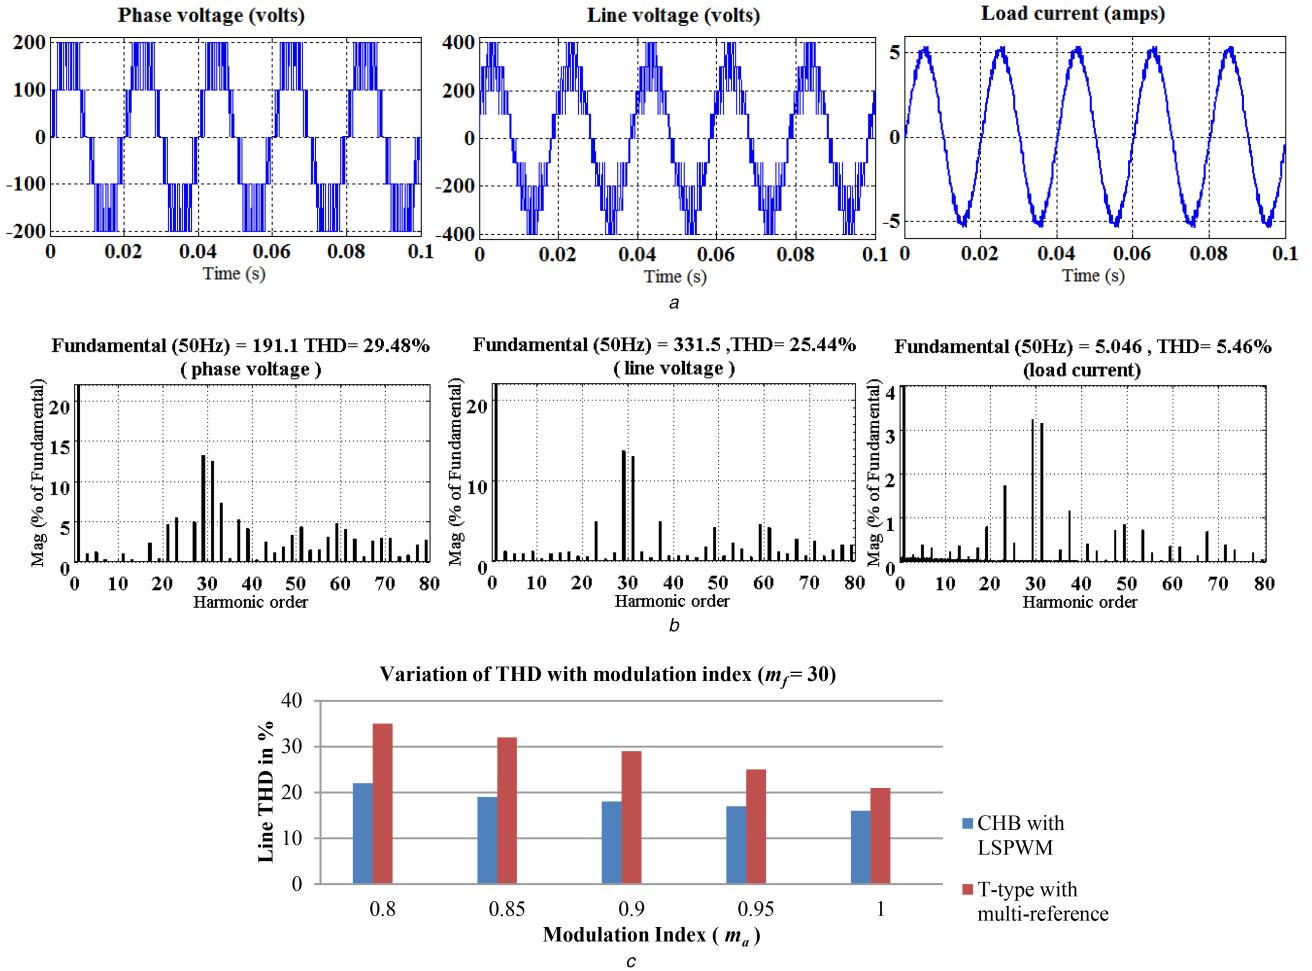 Phase voltage (volts)
200
100
0
-100
-200
0 0.02 0.04 0.06 0.08 0.1
Time (s)
Line voltage (volts)
400
200
0
-200
-400
0 0.02 0.04 0.06 0.08 0.1
Time (s)
Load current (amps)
5
0
-5
0 0.02 0.04 0.06 0.08 0.1
Time (s)
a
Fundamental (50Hz) = 191.1 THD= 29.48%
( phase voltage )
Mag (% of Fundamental)
20
15
10
5
0
0 10 20 30 40 50 60 70 80
Harmonic order
Fundamental (50Hz) = 331.5 ,THD= 25.44%
( line voltage )
Mag (% of Fundamental)
20
10
0
0 10 20 30 40 50 60 70 80
Harmonic order
Fundamental (50Hz) = 5.046 , THD= 5.46%
(load current)
Mag (% of Fundamental)
4
3
2
1
0
0 10 20 30 40 50 60 70 80
Harmonic order
b
Variation of THD with modulation index (mf = 30)
Line THD in %
40
30
20
10
0
0.8 0.85 0.9 0.95 1
Modulation Index ( ma )
CHB with
LSPWM
T-type with
multi-reference
c